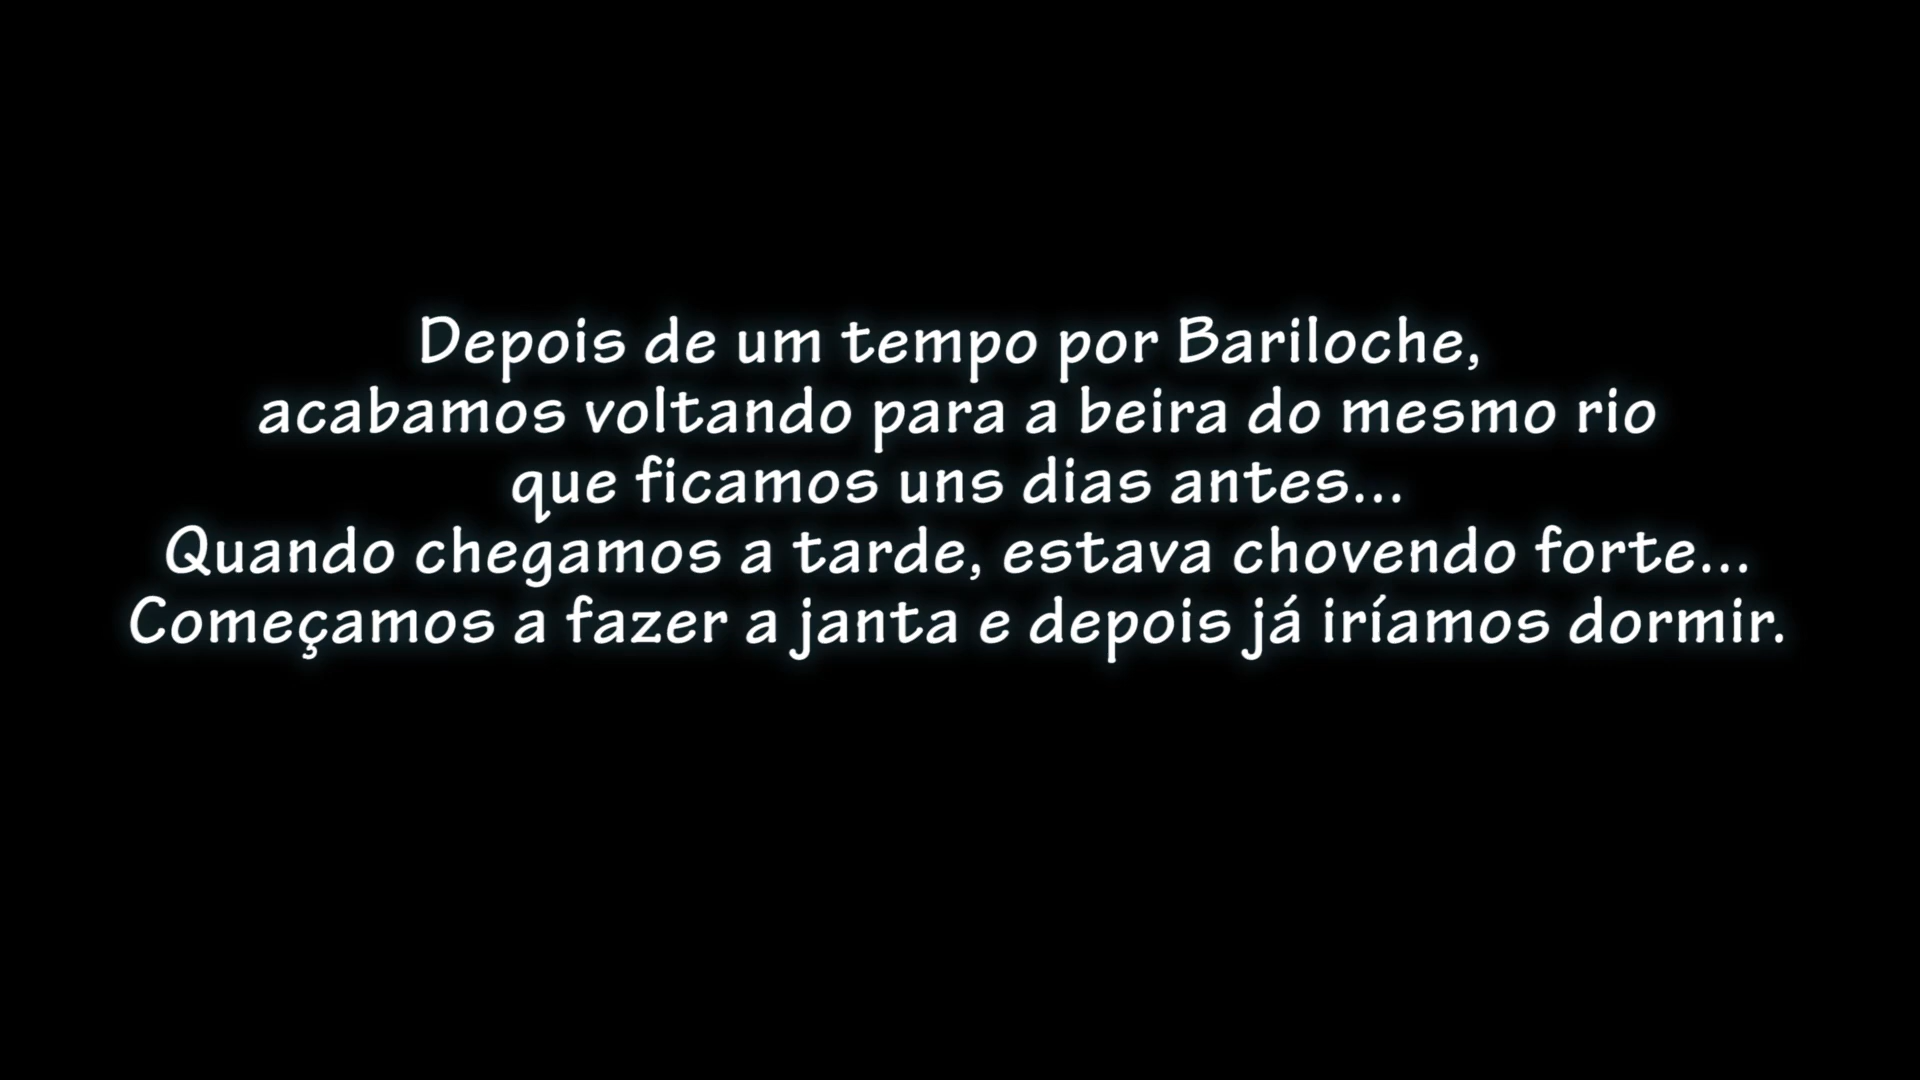 Depois de um tempo por Bariloche,
acabamos voltando para a beira do mesmo rio
que ficamos uns dias antes...
Quando chegamos a tarde, estava chovendo forte...
Começamos a fazer a janta e depois já iríamos dormir.